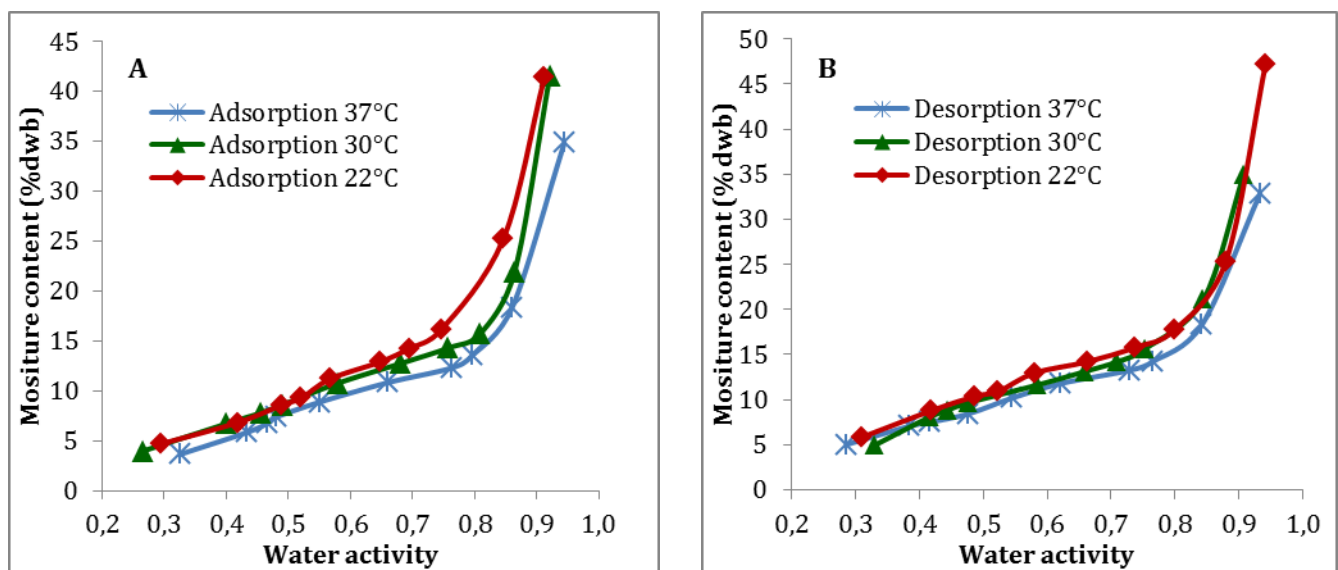 A
Adsorption 37°C
Adsorption 30°C
Adsorption 22°C
Mositure content (%dwb)
45
40
35
30
25
20
15
10
5
0
0,2 0,3 0,4 0,5 0,6 0,7 0,8 0,9 1,0
Water activity
B
Desorption 37°C
Desorption 30°C
Desorption 22°C
Mositure content (%dwb)
50
45
40
35
30
25
20
15
10
5
0
0,2 0,3 0,4 0,5 0,6 0,7 0,8 0,9 1,0
Water activity